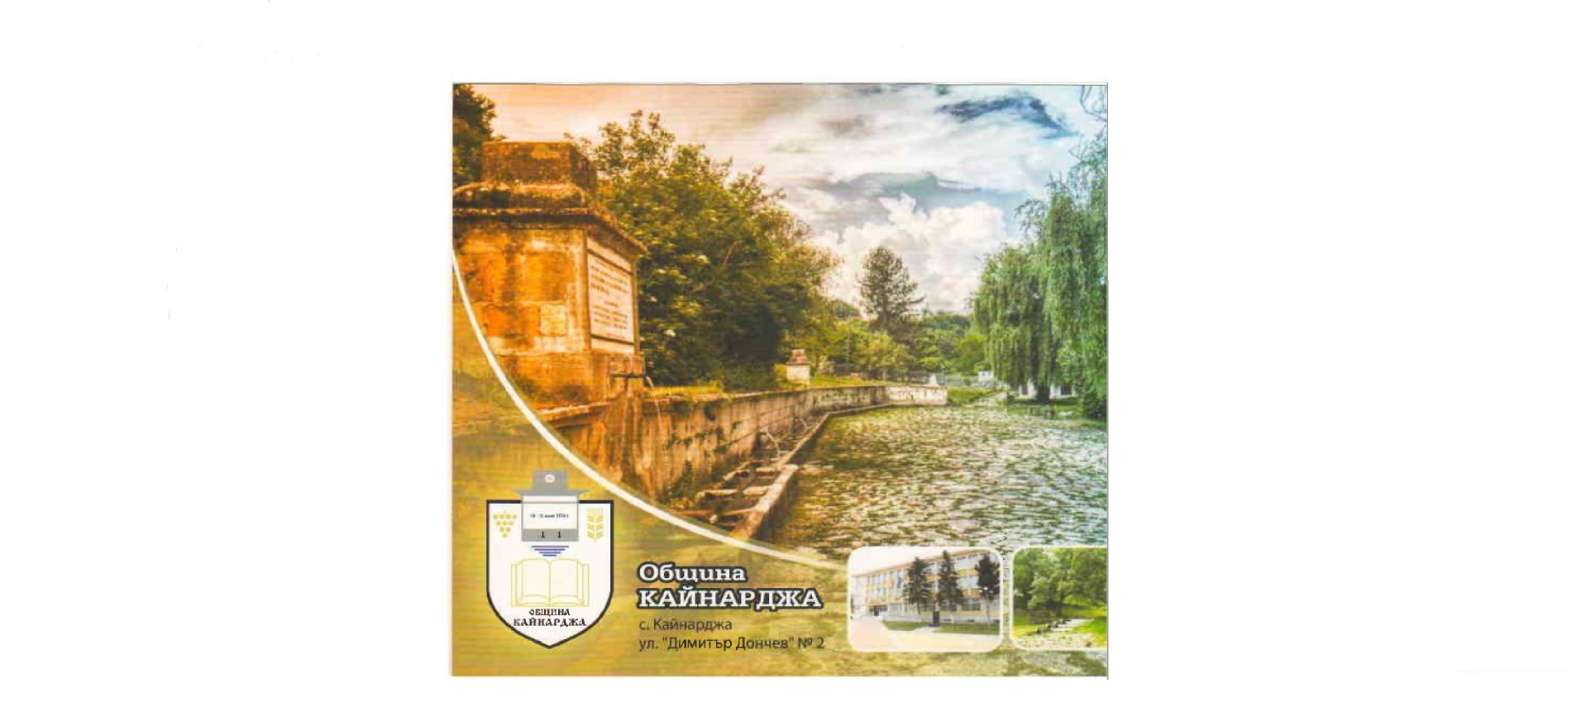 ОБЩИНА
КАЙНАРДЖА
Община
КАЙНАРДЖА
с. Кайнарджа
ул. "Димитър Дончев" № 2